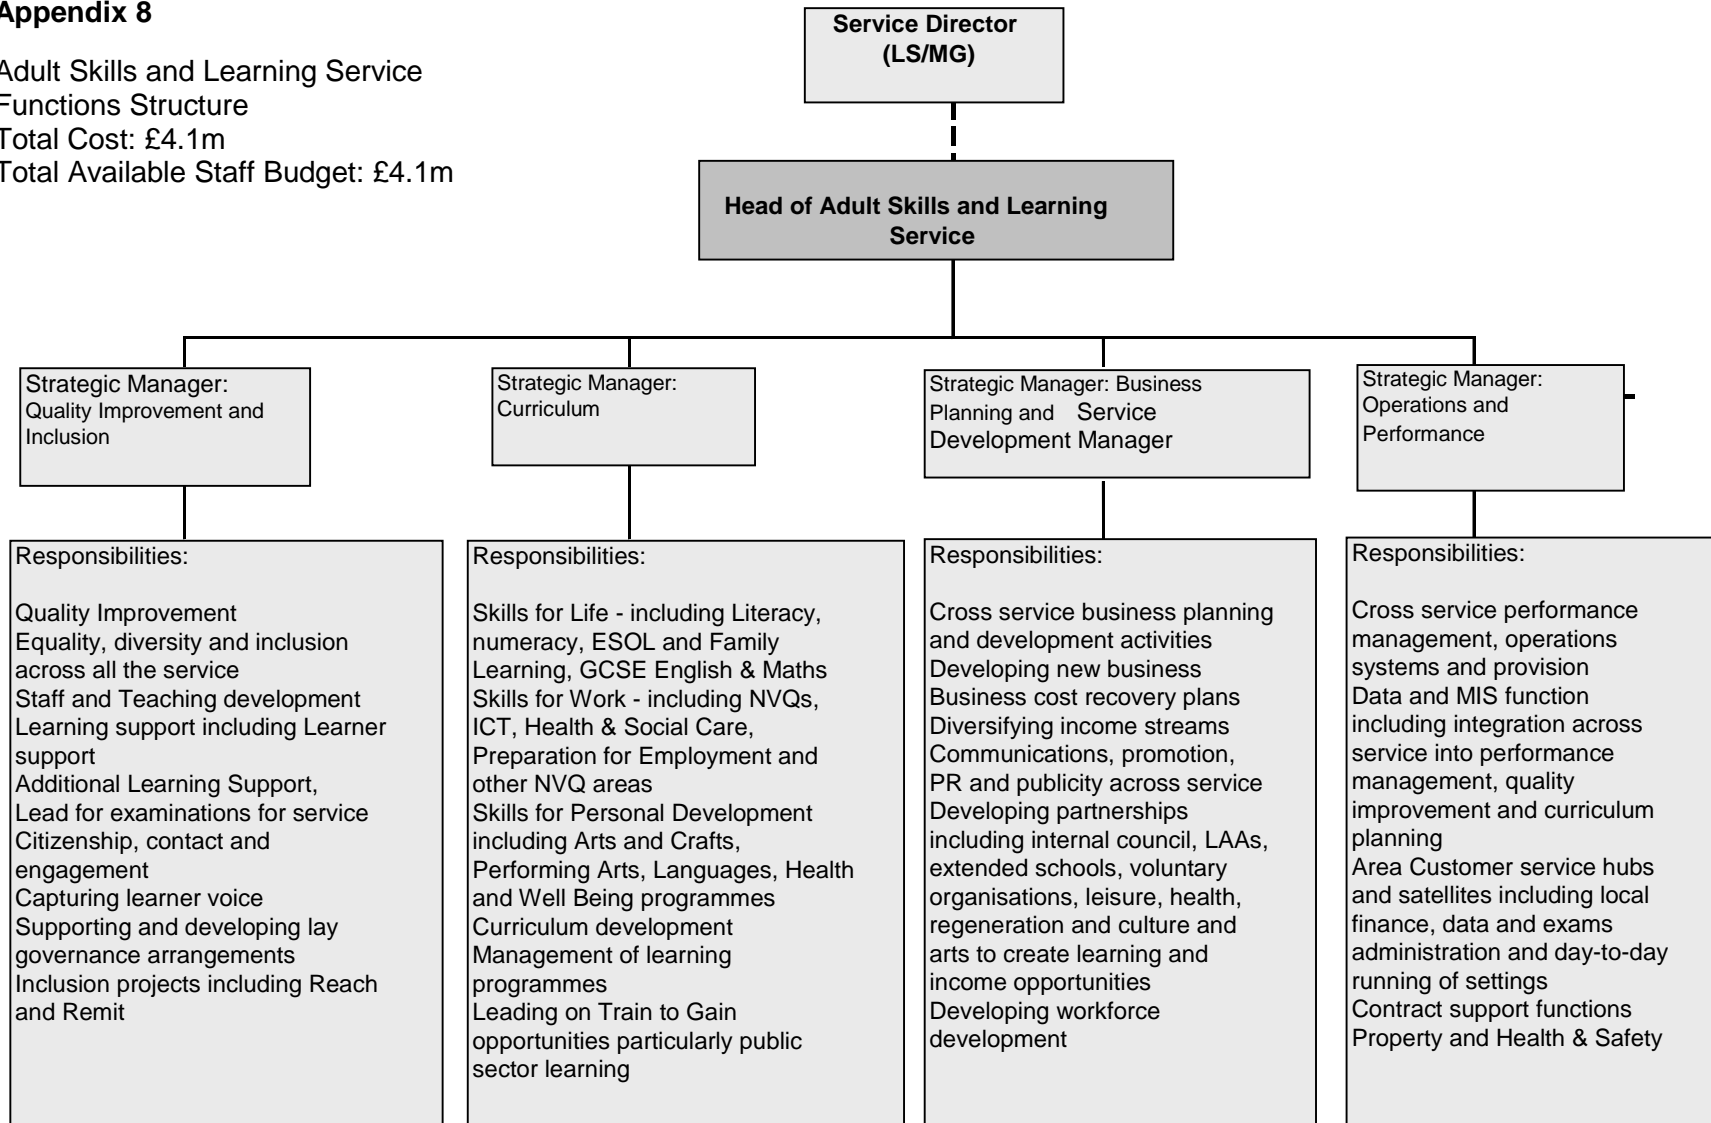 Appendix 8
Adult Skills and Learning Service
Functions Structure
Total Cost: £4.1m
Total Available Staff Budget: £4.1m
Service Director
(LS/MG)
Head of Adult Skills and Learning
Service
Strategic Manager:
Quality Improvement and
Inclusion
Strategic Manager:
Curriculum
Strategic Manager: Business
Planning and Service
Development Manager
Strategic Manager:
Operations and
Performance
Responsibilities:
Quality Improvement
Equality, diversity and inclusion
across all the service
Staff and Teaching development
Learning support including Learner
support
Additional Learning Support,
Lead for examinations for service
Citizenship, contact and
engagement
Capturing learner voice
Supporting and developing lay
governance arrangements
Inclusion projects including Reach
and Remit
Responsibilities:
Skills for Life - including Literacy,
numeracy, ESOL and Family
Learning, GCSE English & Maths
Skills for Work - including NVQs,
ICT, Health & Social Care,
Preparation for Employment and
other NVQ areas
Skills for Personal Development
including Arts and Crafts,
Performing Arts, Languages, Health
and Well Being programmes
Curriculum development
Management of learning
programmes
Leading on Train to Gain
opportunities particularly public
sector learning
Responsibilities:
Cross service business planning
and development activities
Developing new business
Business cost recovery plans
Diversifying income streams
Communications, promotion,
PR and publicity across service
Developing partnerships
including internal council, LAAs,
extended schools, voluntary
organisations, leisure, health,
regeneration and culture and
arts to create learning and
income opportunities
Developing workforce
development
Responsibilities:
Cross service performance
management, operations
systems and provision
Data and MIS function
including integration across
service into performance
management, quality
improvement and curriculum
planning
Area Customer service hubs
and satellites including local
finance, data and exams
administration and day-to-day
running of settings
Contract support functions
Property and Health & Safety